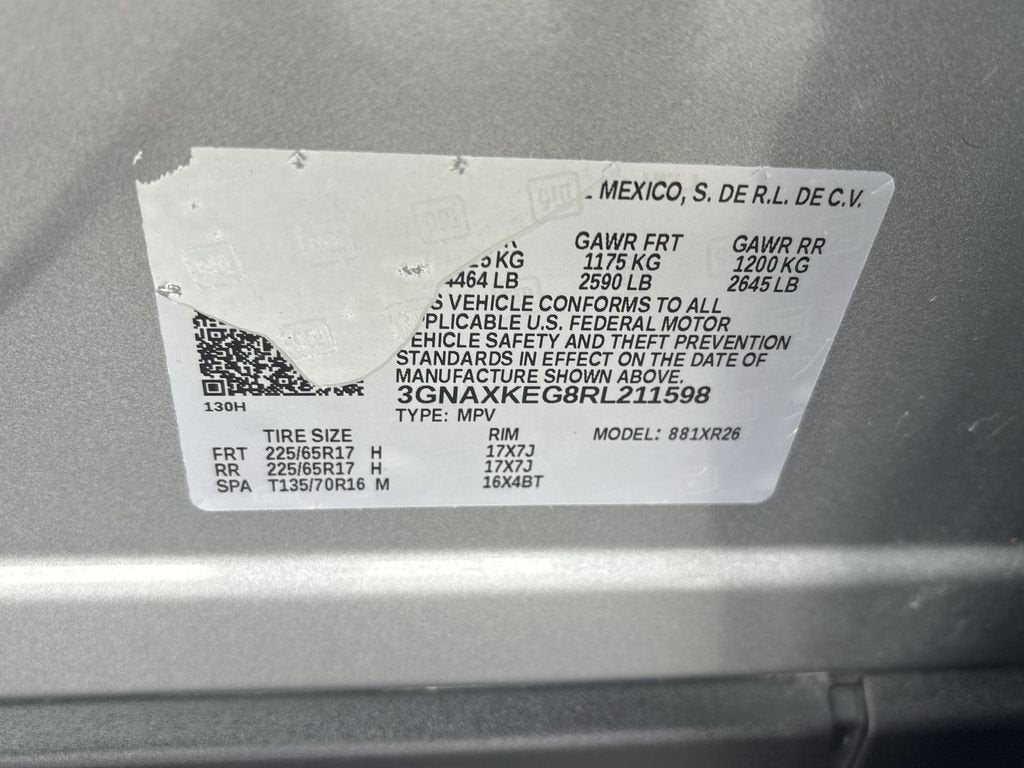 MEXICO, S. DE R.L. DE C.V.
GAWR FRT GAWR RR
KG 1175 KG 1200 KG
4464 LB 2590 LB 2645 LB
VEHICLE CONFORMS TO ALL
PPLICABLE U.S. FEDERAL MOTOR
VEHICLE SAFETY AND THEFT PREVENTION
STANDARDS IN EFFECT ON THE DATE OF
MANUFACTURE SHOWN ABOVE.
3GNAXKEG8RL211598
130H
TYPE: MPV
TIRE SIZE RIM MODEL: 881XR26
FRT 225/65R17 H 17X7J
RR 225/65R17 H 17X7J
SPA T135/70R16 M 16X4BT